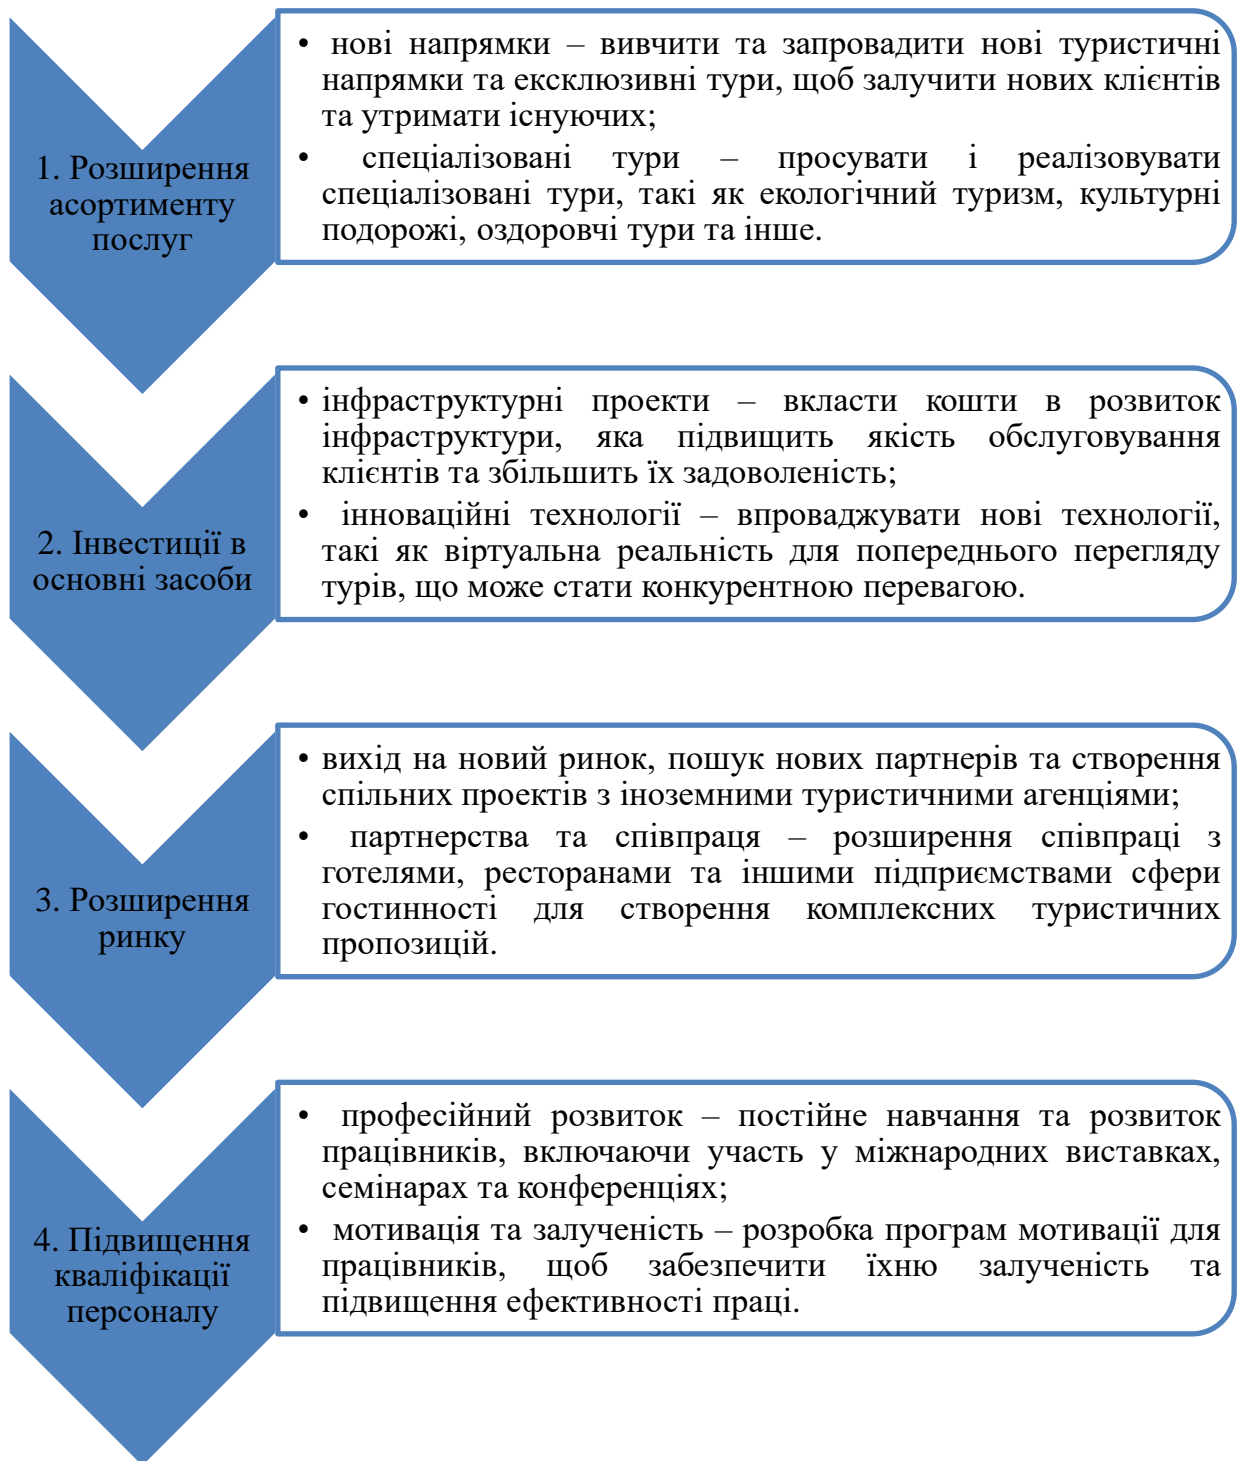 1. Розширення
асортименту
послуг
• нові напрямки – вивчити та запровадити нові туристичні
напрямки та ексклюзивні тури, щоб залучити нових клієнтів
та утримати існуючих;
• спеціалізовані тури – просувати і реалізовувати
спеціалізовані тури, такі як екологічний туризм, культурні
подорожі, оздоровчі тури та інше.
2. Інвестиції в
основні засоби
• інфраструктурні проекти – вкласти кошти в розвиток
інфраструктури, яка підвищить якість обслуговування
клієнтів та збільшить їх задоволеність;
• інноваційні технології – впроваджувати нові технології,
такі як віртуальна реальність для попереднього перегляду
турів, що може стати конкурентною перевагою.
3. Розширення
ринку
• вихід на новий ринок, пошук нових партнерів та створення
спільних проектів з іноземними туристичними агенціями;
• партнерства та співпраця – розширення співпраці з
готелями, ресторанами та іншими підприємствами сфери
гостинності для створення комплексних туристичних
пропозицій.
4. Підвищення
кваліфікації
персоналу
• професійний розвиток – постійне навчання та розвиток
працівників, включаючи участь у міжнародних виставках,
семінарах та конференціях;
• мотивація та залученість – розробка програм мотивації для
працівників, щоб забезпечити їхню залученість та
підвищення ефективності праці.